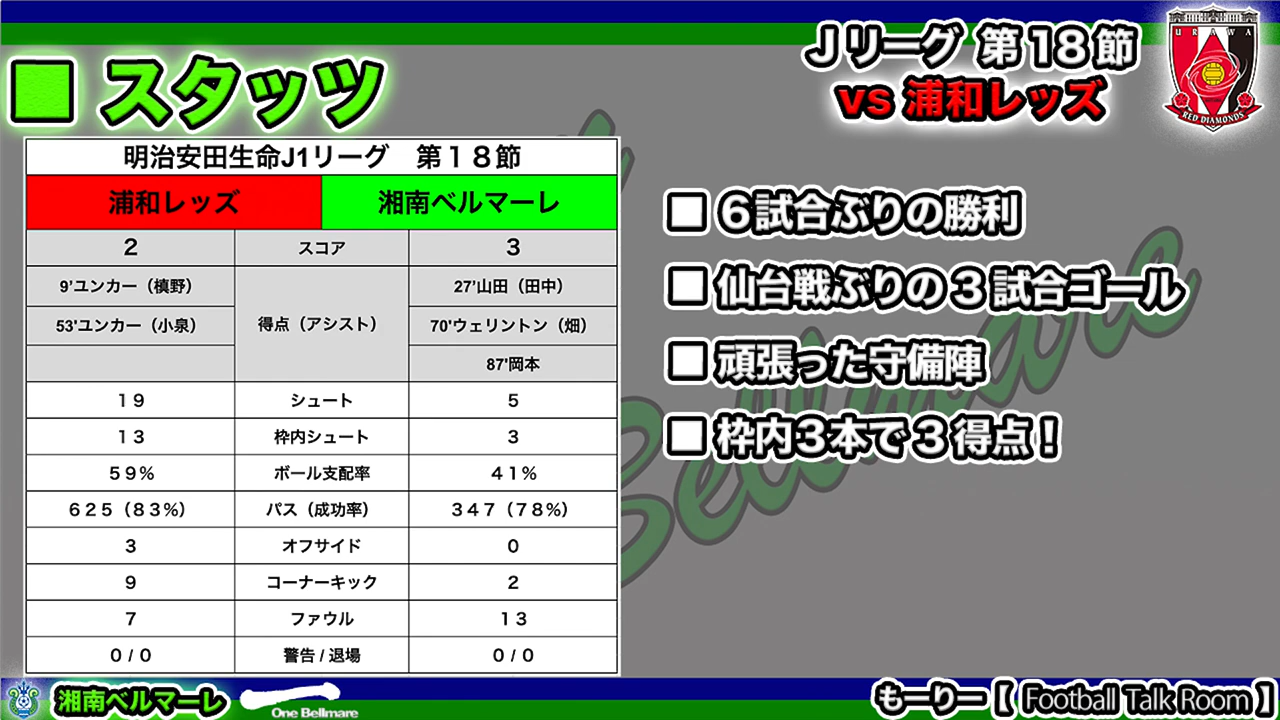 ■ スタッツ
Jリーグ 第18節
vs 浦和レッズ
URAWA
RED DIAMONDS
明治安田生命J1リーグ　第１８節
浦和レッズ 湘南ベルマーレ
2 スコア 3
9’ユンカー（槙野） 得点（アシスト） 27’山田（田中）
53'ユンカー（小泉） 70'ウェリントン（畑）
87'岡本
１９ シュート ５
１３ 枠内シュート ３
５９% ボール支配率 ４１%
６２５（８３%） パス（成功率） ３４７（７８%）
３ オフサイド ０
９ コーナーキック ２
７ ファウル １３
０ / ０ 警告 / 退場 ０ / ０
■ ６試合ぶりの勝利
■ 仙台戦ぶりの３試合ゴール
■ 頑張った守備陣
■ 枠内３本で３得点！
Bellmare
湘南ベルマーレ
One Bellmare
もーりー【 Football Talk Room 】